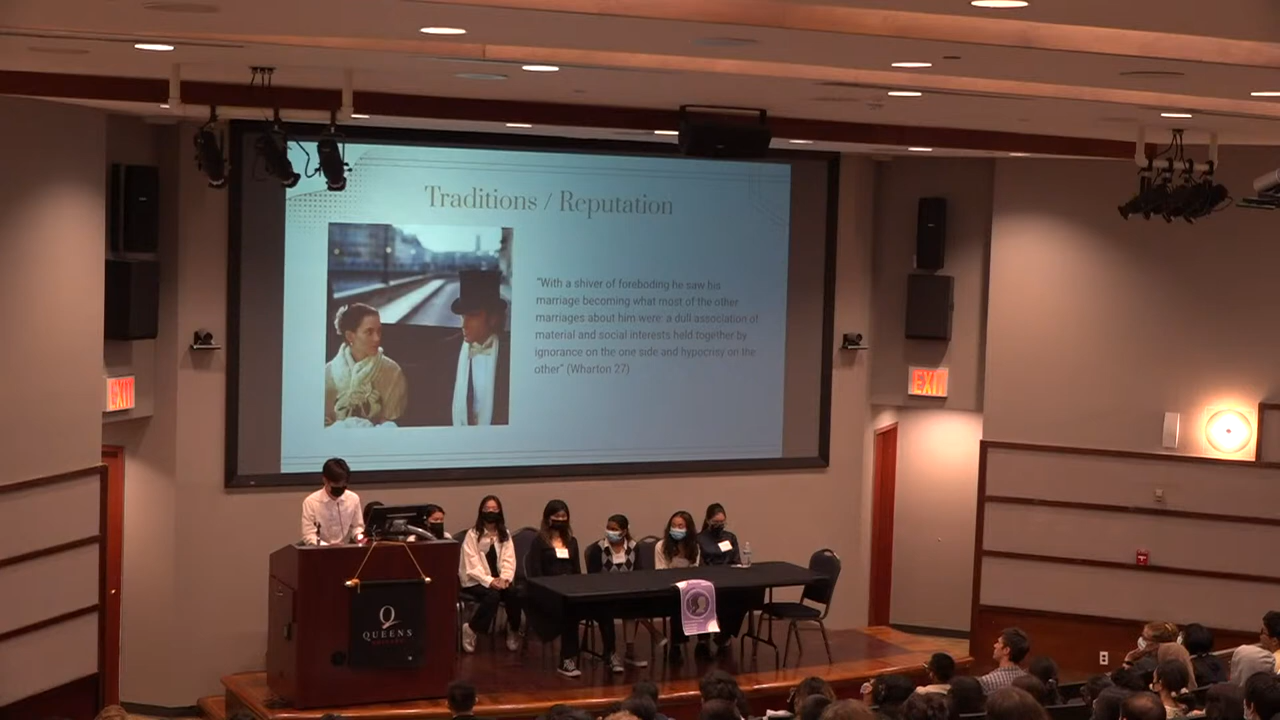 Traditions / Reputation
“With a shiver of foreboding he saw his
marriage becoming what most of the other
marriages about him were: a dull association of
material and social interests held together by
ignorance on the one side and hypocrisy on the
other” (Wharton 27)
EXIT
EXIT
Q
QUEENS